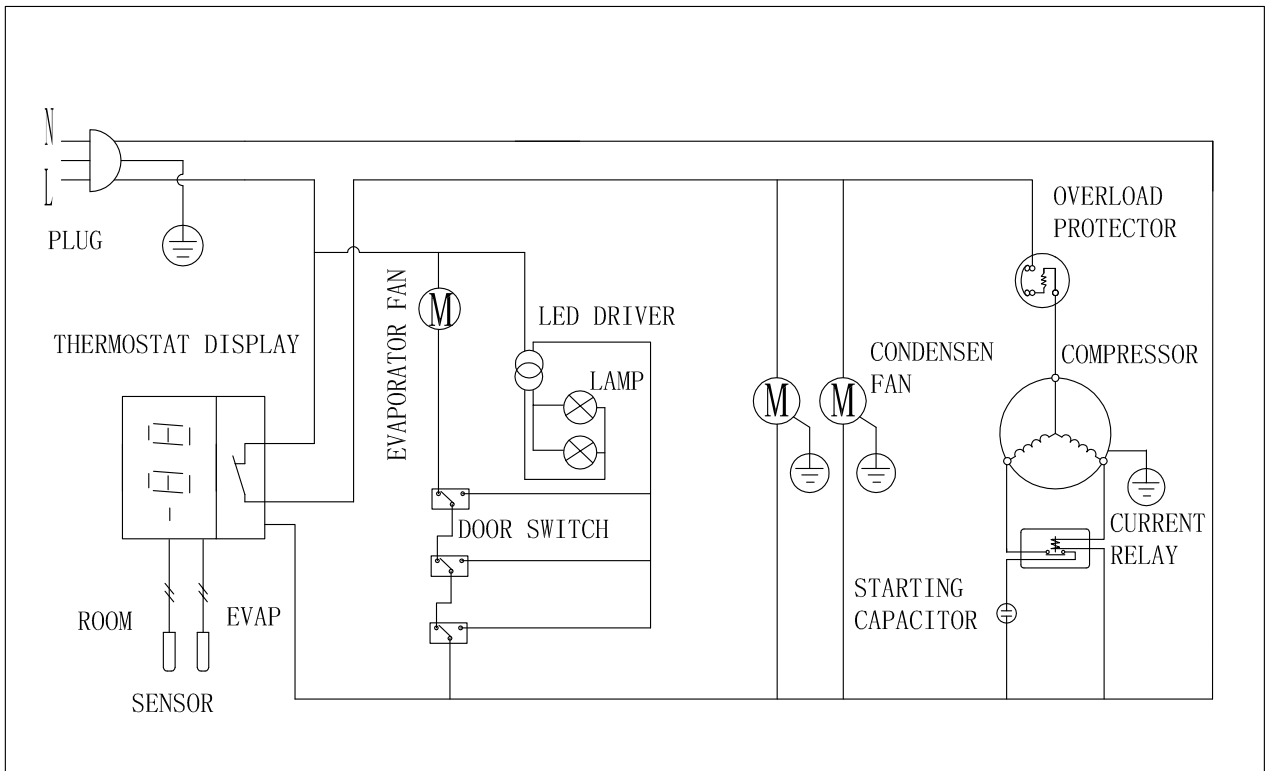 N
L
PLUG
OVERLOAD
PROTECTOR
THERMOSTAT DISPLAY
EVAPORATOR FAN
M
LED DRIVER
LAMP
M
M
CONDENSEN
FAN
COMPRESSOR
DOOR SWITCH
CURRENT
RELAY
STARTING
CAPACITOR
ROOM
EVAP
SENSOR